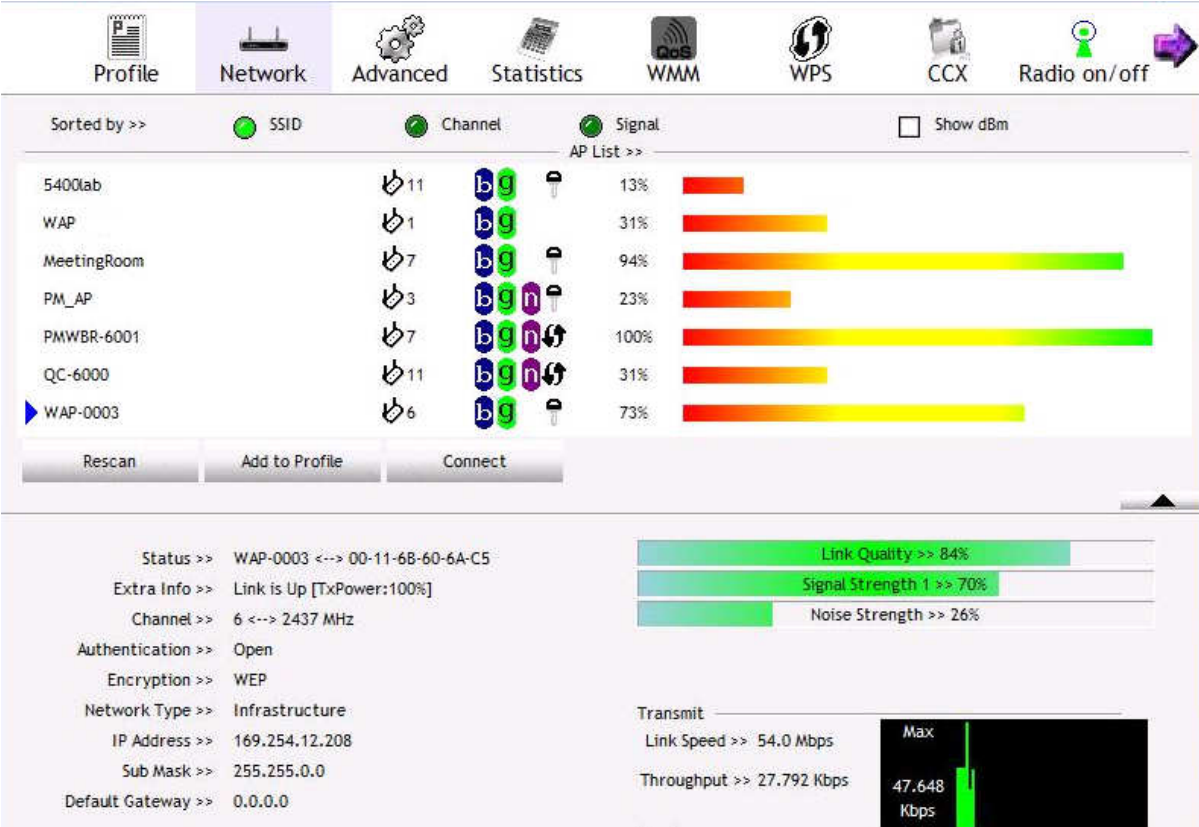 Profile Network Advanced Statistics QoS WMM WPS CCX Radio on/off
Sorted by >> SSID Channel Signal Show dBm
AP List >>
5400lab 11 b g 13%
WAP 1 b g 31%
MeetingRoom 7 b g 94%
PM_AP 3 b g n 23%
PMWBR-6001 7 b g n 100%
QC-6000 11 b g n 31%
WAP-0003 6 b g 73%
Rescan Add to Profile Connect
Status >> WAP-0003 <--> 00-11-6B-60-6A-C5
Extra Info >> Link is Up [TxPower:100%]
Channel >> 6 <--> 2437 MHz
Authentication >> Open
Encryption >> WEP
Network Type >> Infrastructure
IP Address >> 169.254.12.208
Sub Mask >> 255.255.0.0
Default Gateway >> 0.0.0.0
Link Quality >> 84%
Signal Strength 1 >> 70%
Noise Strength >> 26%
Transmit
Link Speed >> 54.0 Mbps
Throughput >> 27.792 Kbps
Max
47.648
Kbps